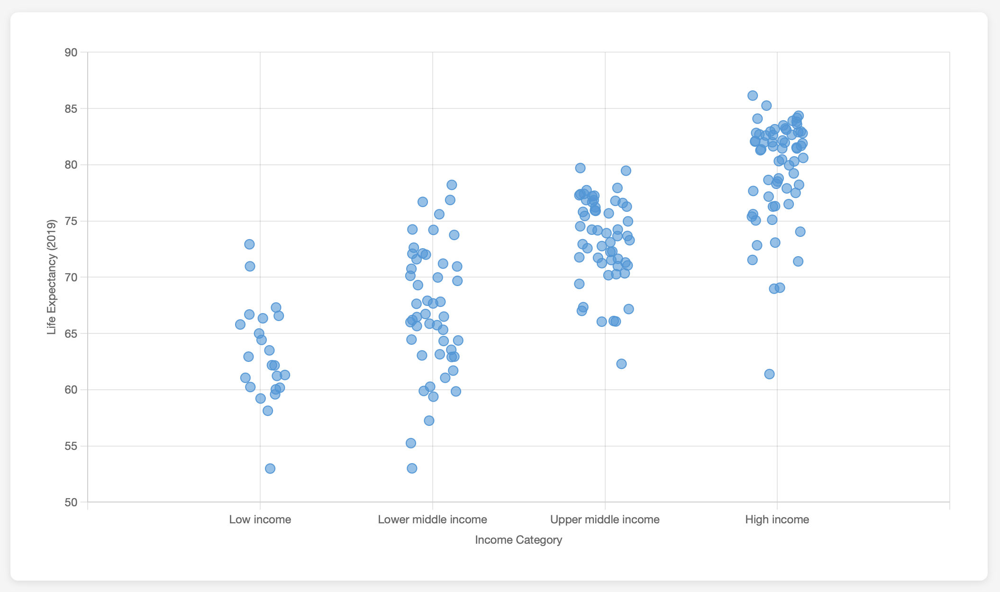 90
85
80
75
70
65
60
55
50
Life Expectancy (2019)
Low income
Lower middle income
Upper middle income
High income
Income Category